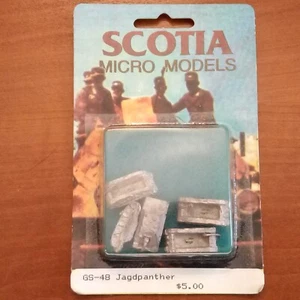 SCOTIA
MICRO MODELS
GS-48 Jagdpanther
$5.00